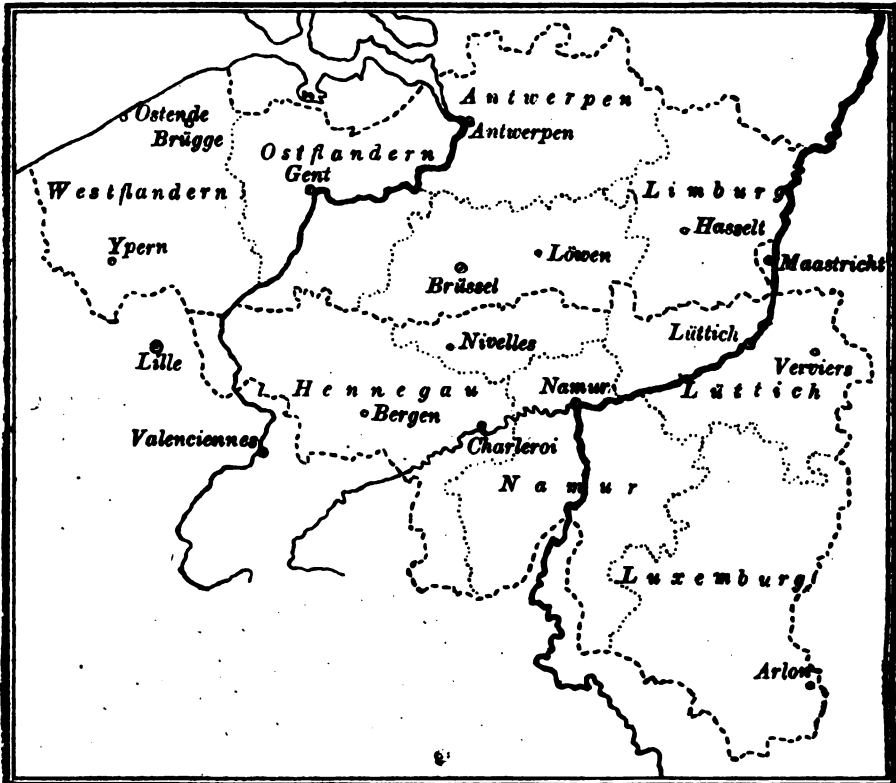 Antwerpen
Ostende
Brügge
Antwerpen
Ostflandern
Gent
Westflandern
Limburg
Hasselt
Ypern
Löwen
Maastricht
Brüssel
Lüttich
Nivelles
Lille
Verviers
Hennegau
Namur
Lüttich
Bergen
Valenciennes
Charleroi
Namur
Luxemburg
Arlon